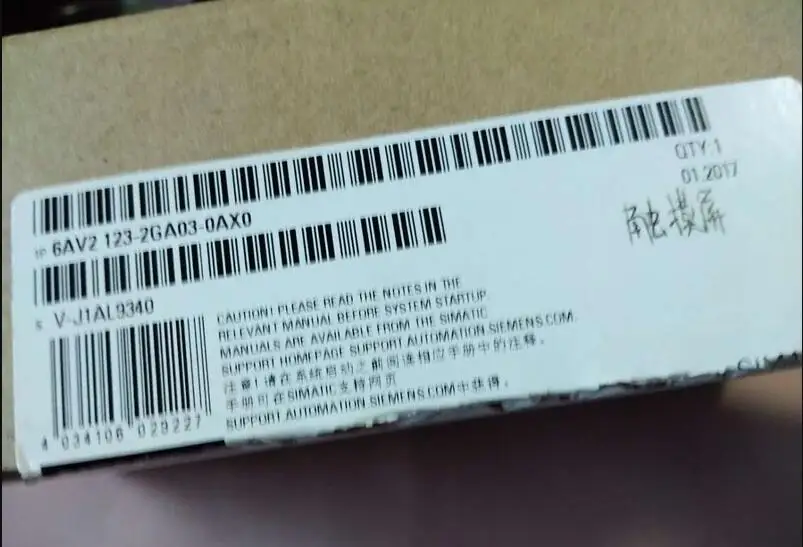 QTY:1
01.2017
1P 6AV2 123-2GA03-0AX0
触摸屏
S V-J1AL9340
CAUTION! PLEASE READ THE NOTES IN THE
RELEVANT MANUAL BEFORE SYSTEM STARTUP.
MANUALS ARE AVAILABLE FROM THE SIMATIC
SUPPORT HOMEPAGE SUPPORT.AUTOMATION.SIEMENS.COM.
注意！请在系统启动之前阅读相应手册中的注释。
手册可在SIMATIC支持网页
SUPPORT.AUTOMATION.SIEMENS.COM中获得。
4 034106 029227